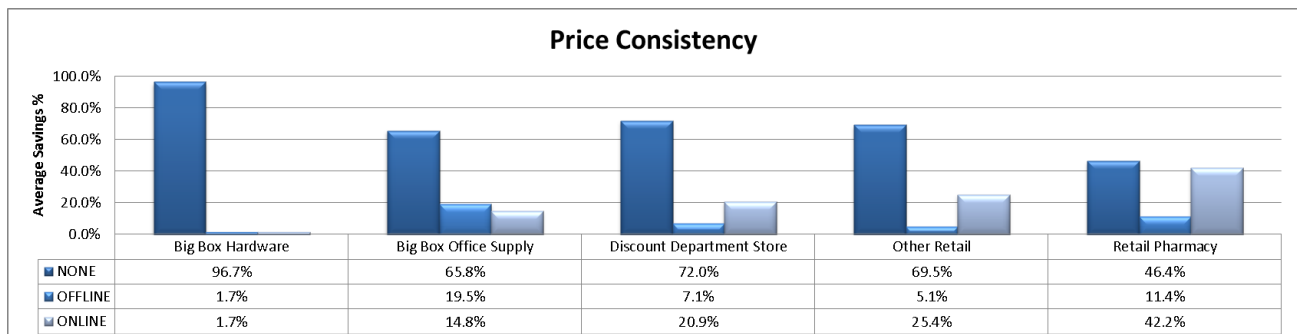 Price Consistency
Average Savings %
100.0%
80.0%
60.0%
40.0%
20.0%
0.0%
Big Box Hardware Big Box Office Supply Discount Department Store Other Retail Retail Pharmacy
NONE 96.7% 65.8% 72.0% 69.5% 46.4%
OFFLINE 1.7% 19.5% 7.1% 5.1% 11.4%
ONLINE 1.7% 14.8% 20.9% 25.4% 42.2%